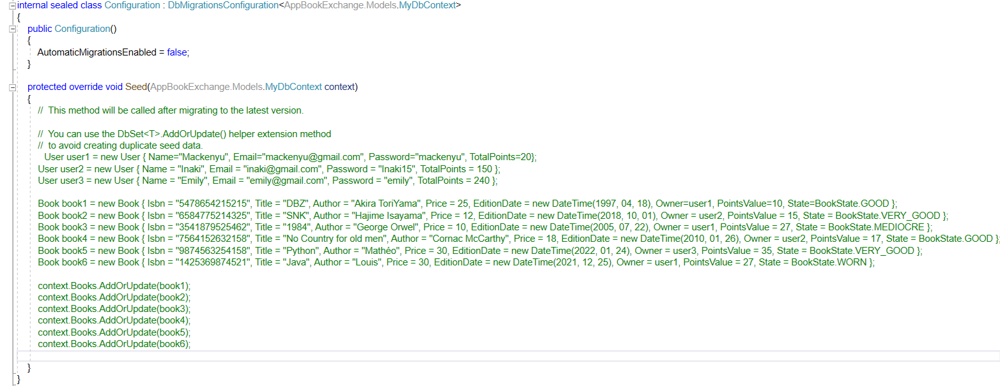 internal sealed class Configuration : DbMigrationsConfiguration<AppBookExchange.Models.MyDbContext>
{
public Configuration()
{
AutomaticMigrationsEnabled = false;
}
protected override void Seed(AppBookExchange.Models.MyDbContext context)
{
// This method will be called after migrating to the latest version.
// You can use the DbSet<T>.AddOrUpdate() helper extension method
// to avoid creating duplicate seed data.
User user1 = new User { Name="Mackenyu", Email="mackenyu@gmail.com", Password="mackenyu", TotalPoints=20};
User user2 = new User { Name = "Inaki", Email = "inaki@gmail.com", Password = "Inaki15", TotalPoints = 150 };
User user3 = new User { Name = "Emily", Email = "emily@gmail.com", Password = "emily", TotalPoints = 240 };
Book book1 = new Book { Isbn = "5478654215215", Title = "DBZ", Author = "Akira ToriYama", Price = 25, EditionDate = new DateTime(1997, 04, 18), Owner=user1, PointsValue=10, State=BookState.GOOD };
Book book2 = new Book { Isbn = "6584775214325", Title = "SNK", Author = "Hajime Isayama", Price = 12, EditionDate = new DateTime(2018, 10, 01), Owner = user2, PointsValue = 15, State = BookState.VERY_GOOD };
Book book3 = new Book { Isbn = "3541879525462", Title = "1984", Author = "George Orwel", Price = 10, EditionDate = new DateTime(2005, 07, 22), Owner = user1, PointsValue = 27, State = BookState.MEDIOCRE };
Book book4 = new Book { Isbn = "7564152632158", Title = "No Country for old men", Author = "Cornac McCarthy", Price = 18, EditionDate = new DateTime(2010, 01, 26), Owner = user2, PointsValue = 17, State = BookState.GOOD };
Book book5 = new Book { Isbn = "9874563254158", Title = "Python", Author = "Mathéo", Price = 30, EditionDate = new DateTime(2022, 01, 24), Owner = user3, PointsValue = 35, State = BookState.VERY_GOOD };
Book book6 = new Book { Isbn = "1425369874521", Title = "Java", Author = "Louis", Price = 30, EditionDate = new DateTime(2021, 12, 25), Owner = user1, PointsValue = 27, State = BookState.WORN };
context.Books.AddOrUpdate(book1);
context.Books.AddOrUpdate(book2);
context.Books.AddOrUpdate(book3);
context.Books.AddOrUpdate(book4);
context.Books.AddOrUpdate(book5);
context.Books.AddOrUpdate(book6);
}
}